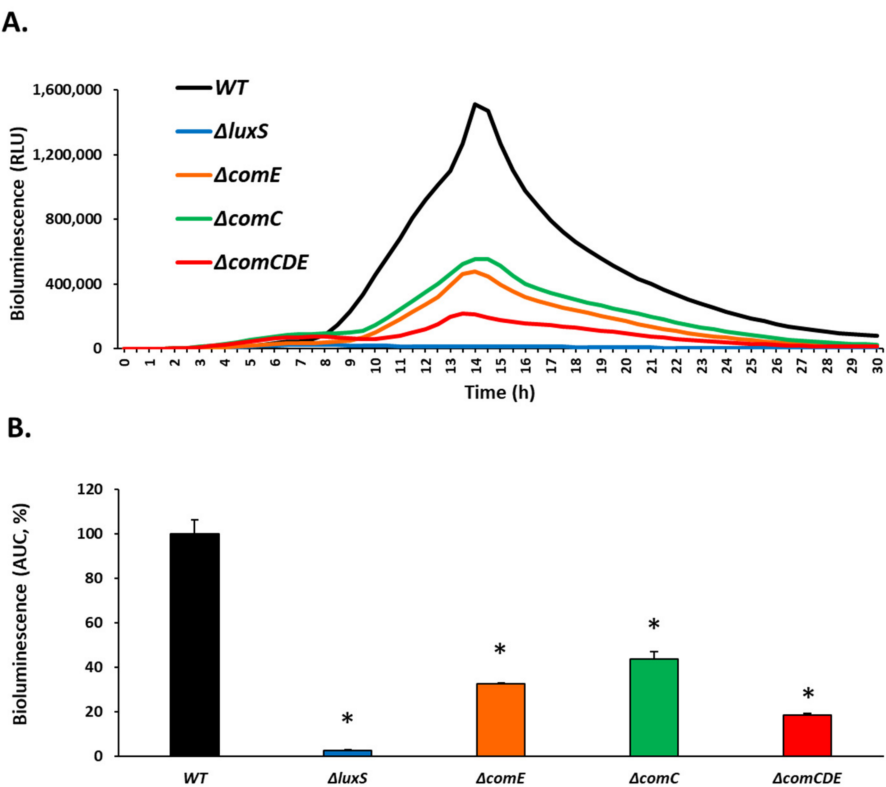 A.
Bioluminescence (RLU)
1,600,000
1,200,000
800,000
400,000
0
WT
ΔluxS
ΔcomE
ΔcomC
ΔcomCDE
0 1 2 3 4 5 6 7 8 9 10 11 12 13 14 15 16 17 18 19 20 21 22 23 24 25 26 27 28 29 30
Time (h)
B.
Bioluminescence (AUC, %)
120
100
80
60
40
20
0
* * * *
WT ΔluxS ΔcomE ΔcomC ΔcomCDE